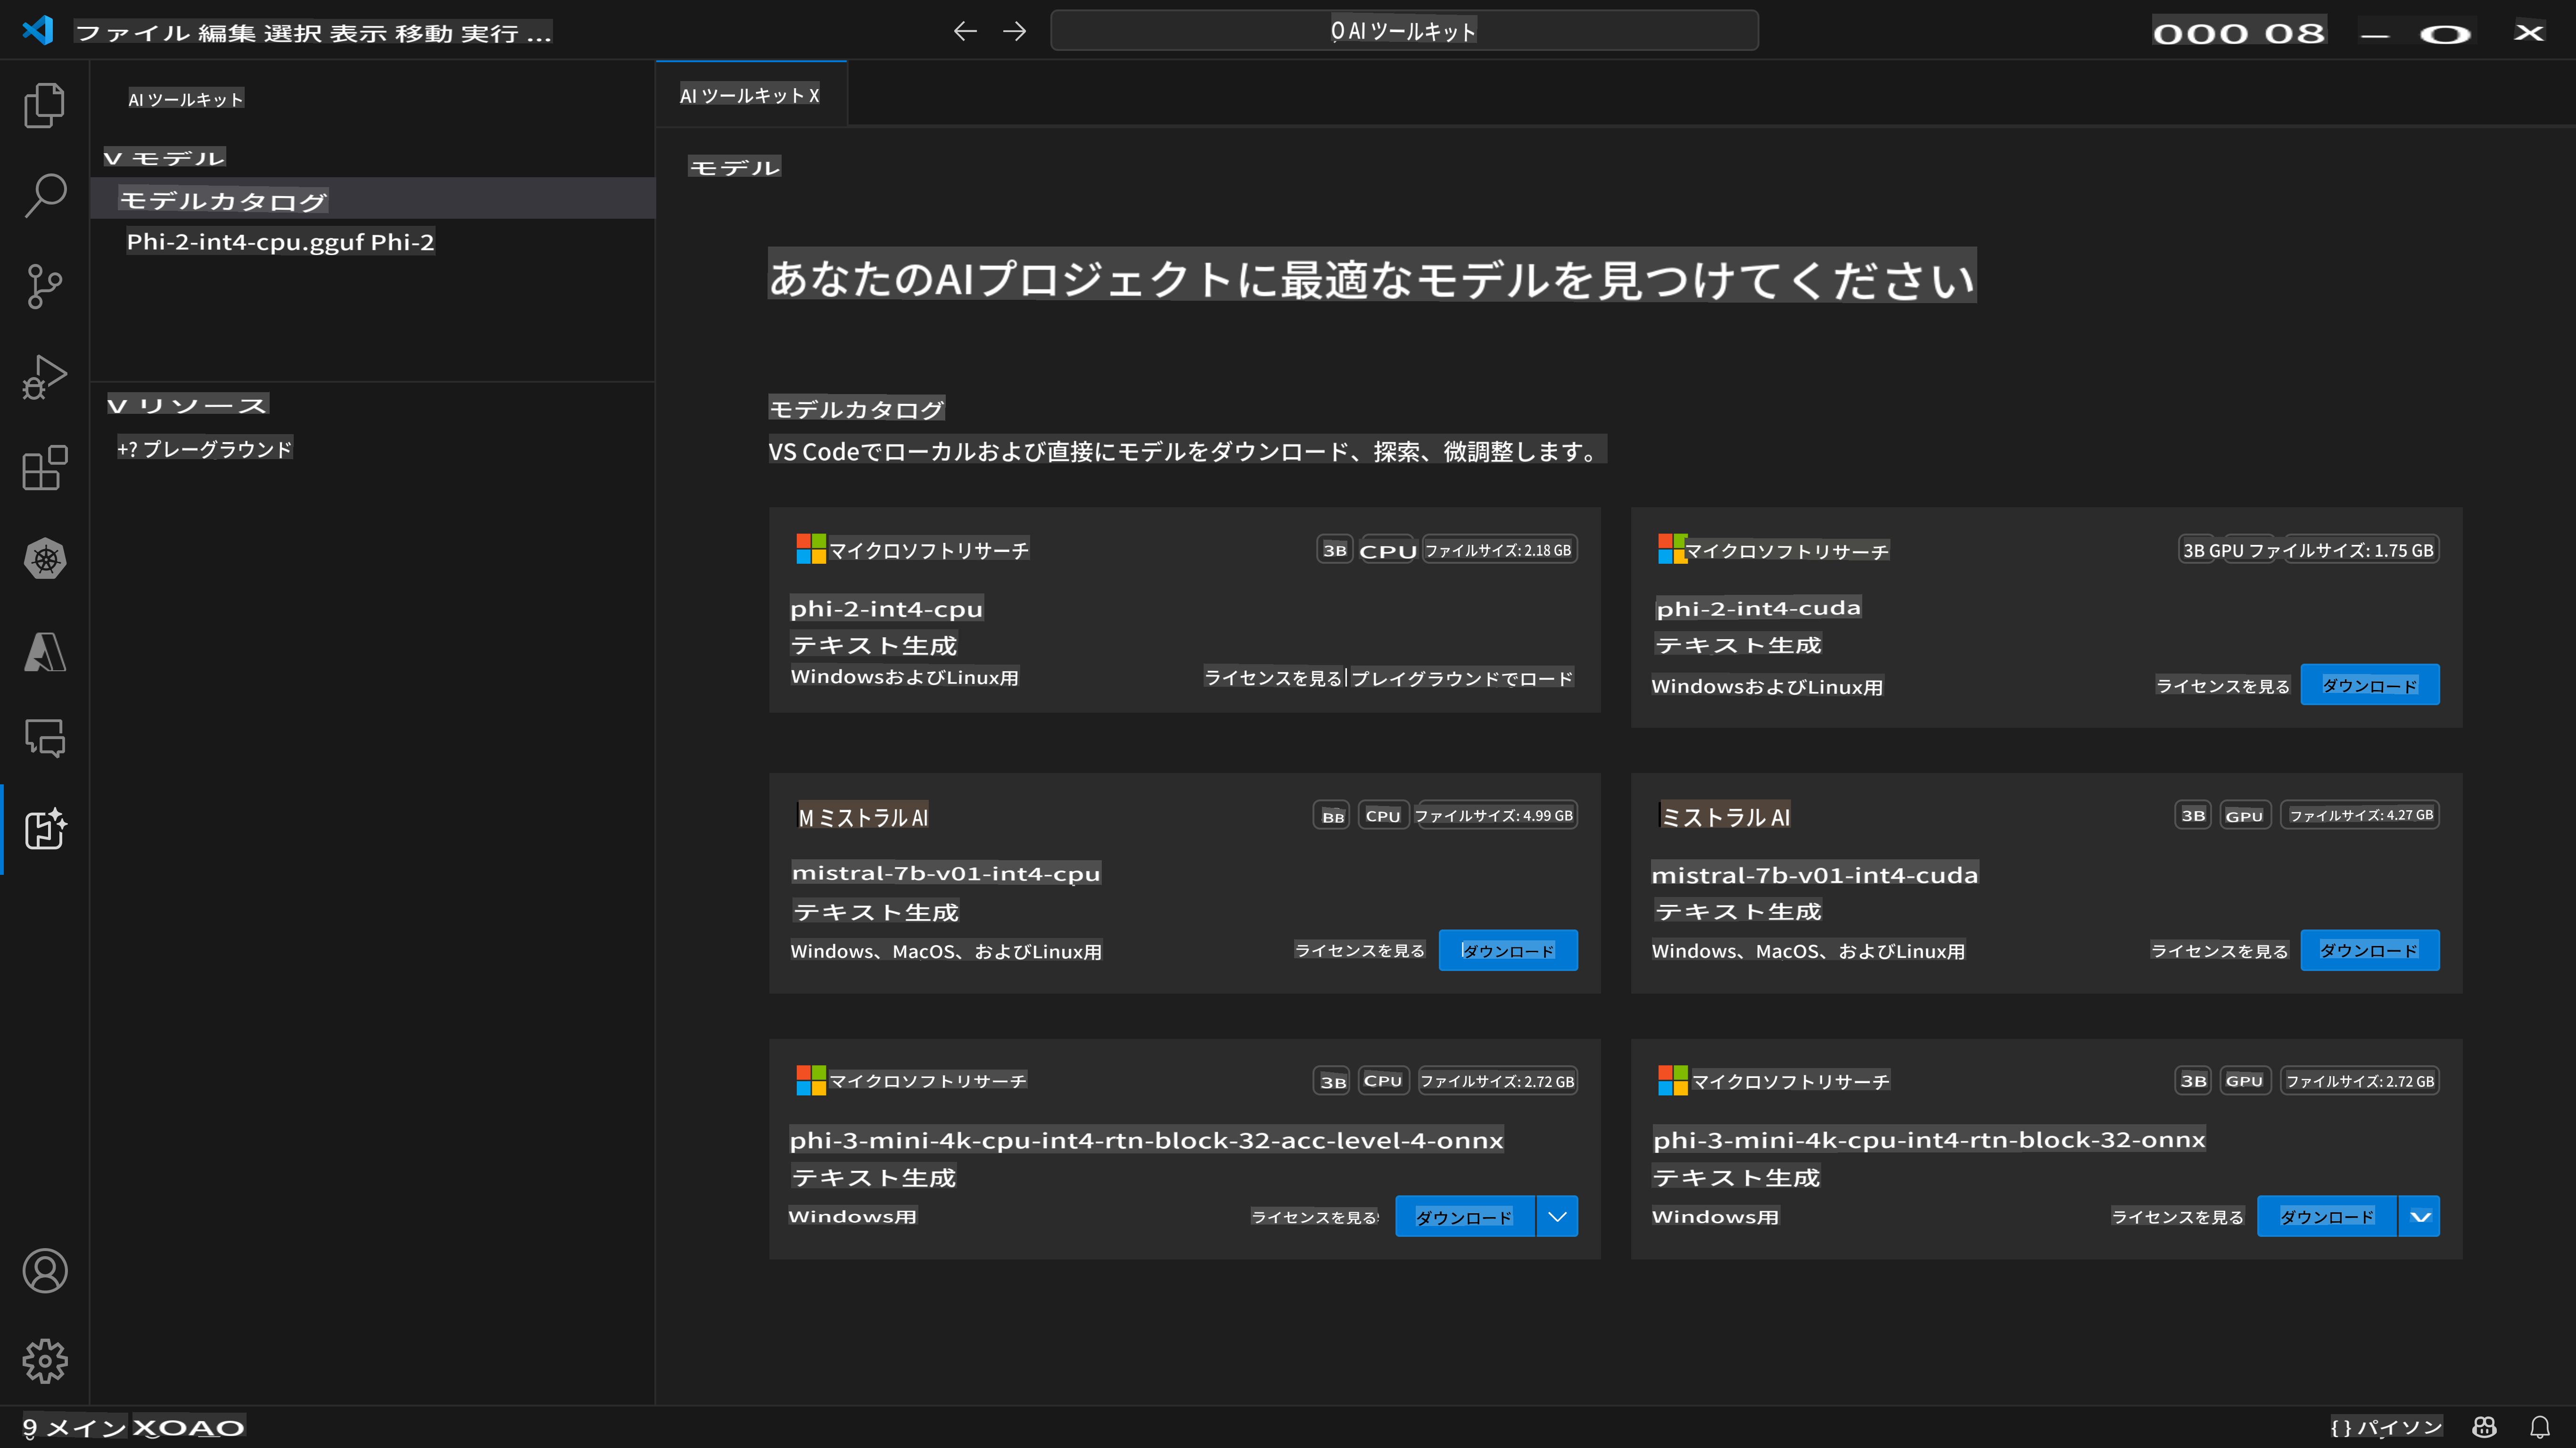 ファイル 編集 選択 表示 移動 実行 ...
O AI ツールキット
000 08 — O X
AI ツールキット
V モデル
モデルカタログ
Phi-2-int4-cpu.gguf Phi-2
V リソース
+? プレーグラウンド
AI ツールキット X
モデル
あなたのAIプロジェクトに最適なモデルを見つけてください
モデルカタログ
VS Codeでローカルおよび直接にモデルをダウンロード、探索、微調整します。
マイクロソフトリサーチ 3B CPU ファイルサイズ: 2.18 GB
phi-2-int4-cpu
テキスト生成
WindowsおよびLinux用 ライセンスを見る| プレイグラウンドでロード
マイクロソフトリサーチ 3B GPU ファイルサイズ: 1.75 GB
phi-2-int4-cuda
テキスト生成
WindowsおよびLinux用 ライセンスを見る ダウンロード
M ミストラル AI BB CPU ファイルサイズ: 4.99 GB
mistral-7b-v01-int4-cpu
テキスト生成
Windows、MacOS、およびLinux用 ライセンスを見る ダウンロード
ミストラル AI 3B GPU ファイルサイズ: 4.27 GB
mistral-7b-v01-int4-cuda
テキスト生成
Windows、MacOS、およびLinux用 ライセンスを見る ダウンロード
マイクロソフトリサーチ 3B CPU ファイルサイズ: 2.72 GB
phi-3-mini-4k-cpu-int4-rtn-block-32-acc-level-4-onnx
テキスト生成
Windows用 ライセンスを見る ダウンロード
マイクロソフトリサーチ 3B GPU ファイルサイズ: 2.72 GB
phi-3-mini-4k-cpu-int4-rtn-block-32-onnx
テキスト生成
Windows用 ライセンスを見る ダウンロード V
9 メイン XOAO
{ } パイソン